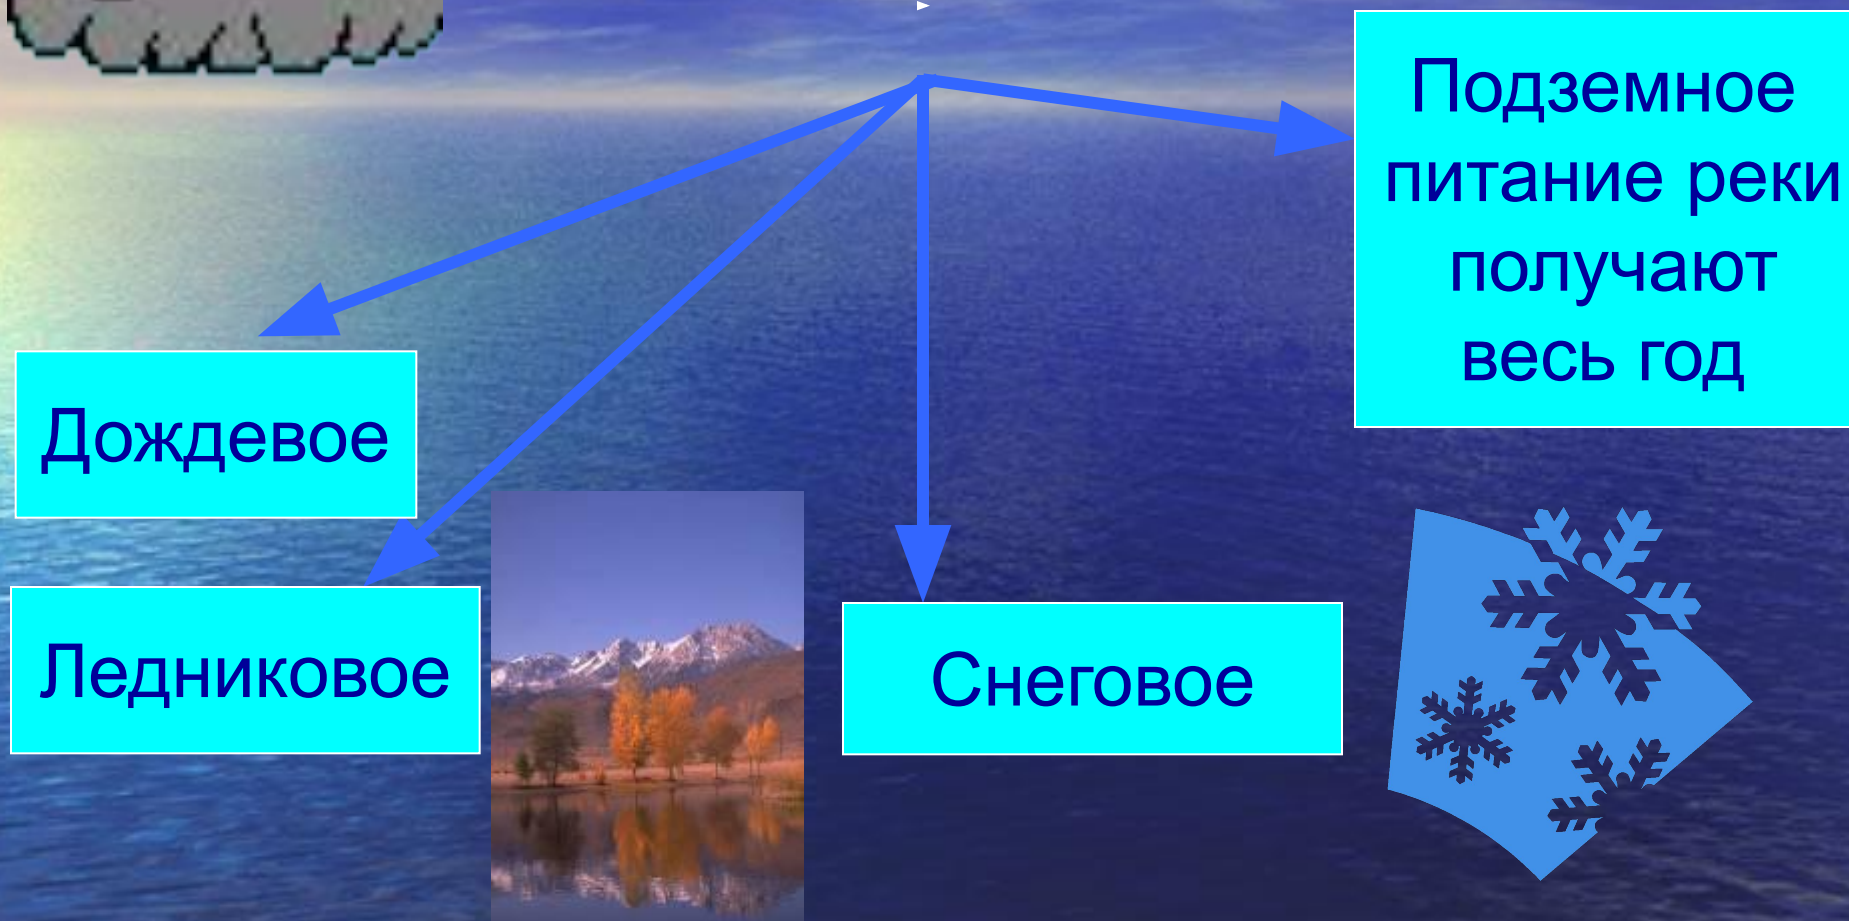 Подземное
питание реки
получают
весь год
Дождевое
Ледниковое
Снеговое